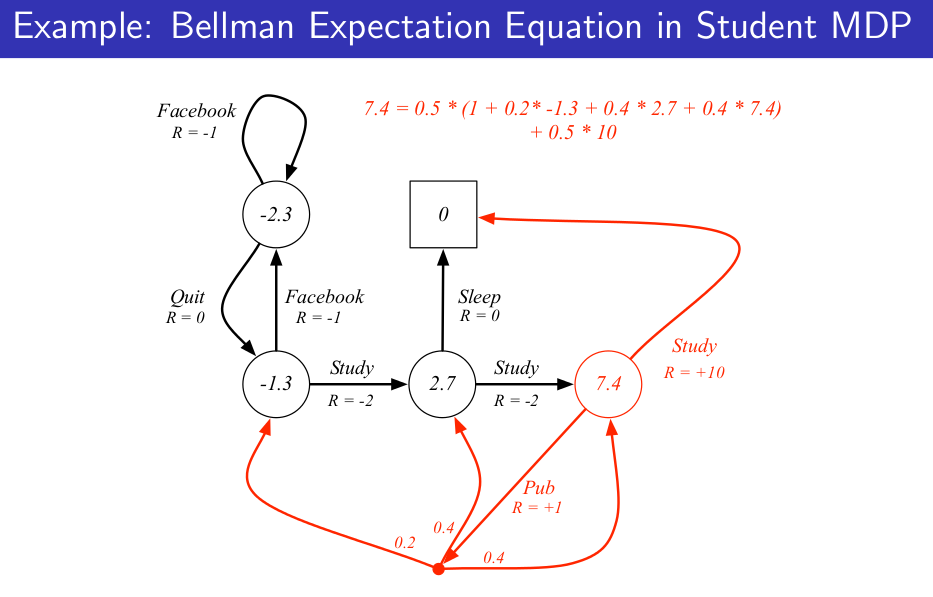 Example: Bellman Expectation Equation in Student MDP
Facebook
R = -1
7.4 = 0.5 * (1 + 0.2* -1.3 + 0.4 * 2.7 + 0.4 * 7.4)
+ 0.5 * 10
-2.3
0
Quit
R = 0
Facebook
R = -1
Sleep
R = 0
Study
R = +10
-1.3
Study
R = -2
2.7
Study
R = -2
7.4
Pub
R = +1
0.4
0.2
0.4